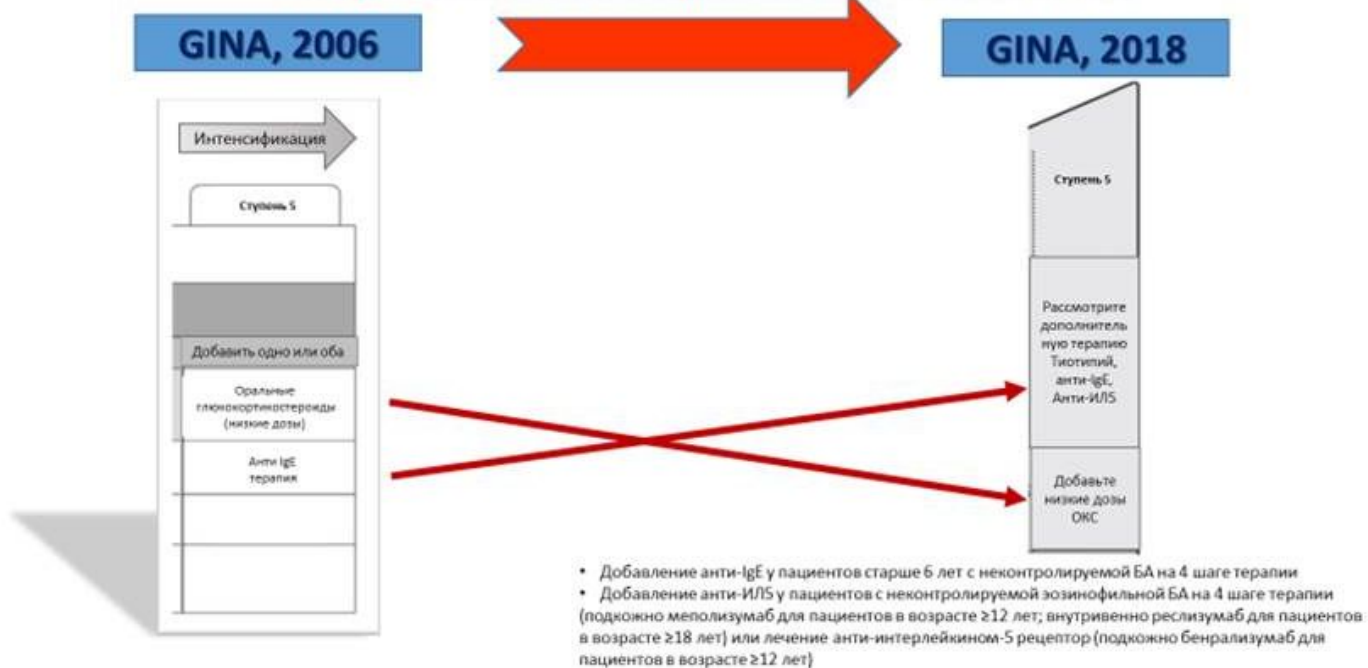 GINA, 2006
GINA, 2018
Интенсификация
Ступень 5
Добавить одно или оба
Оральные
глюкокортикостероиды
(низкие дозы)
Анти IgE
терапия
Ступень 5
Рассмотрите
дополнитель
ную терапию
Тиотипий,
анти-IgE,
Анти-ИЛ5
Добавьте
низкие дозы
ОКС
• Добавление анти-IgE у пациентов старше 6 лет с неконтролируемой БА на 4 шаге терапии
• Добавление анти-ИЛ5 у пациентов с неконтролируемой эозинофильной БА на 4 шаге терапии
(подкожно меполизумаб для пациентов в возрасте ≥12 лет; внутривенно реслизумаб для пациентов
в возрасте ≥18 лет) или лечение анти-интерлейкином-5 рецептор (подкожно бенрализумаб для
пациентов в возрасте ≥12 лет)